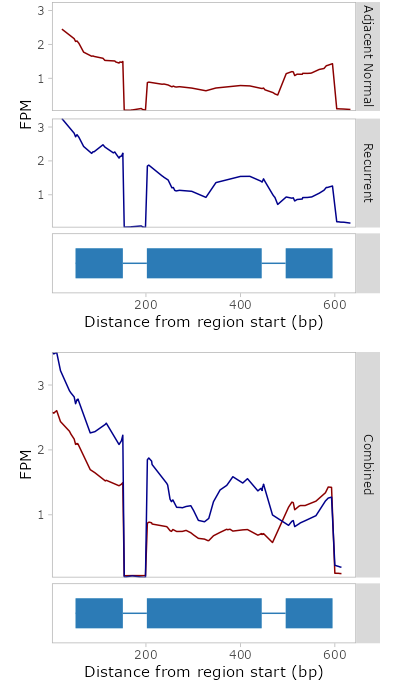 3
2
1
Adjacent Normal
FPM
3
2
1
Recurrent
200
400
600
Distance from region start (bp)
3
2
1
FPM
Combined
200
400
600
Distance from region start (bp)